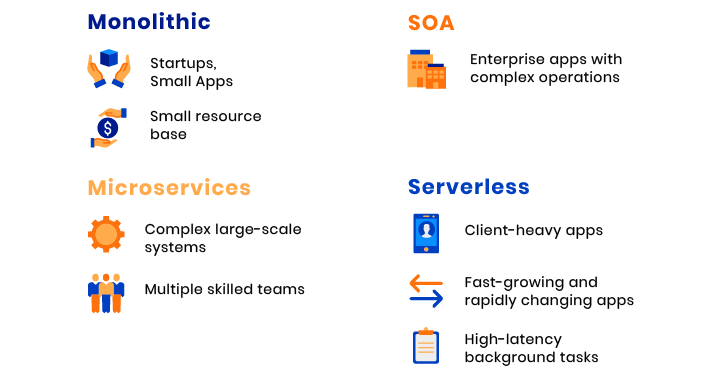 Monolithic
Startups,
Small Apps
$
Small resource
base
SOA
Enterprise apps with
complex operations
Microservices
Complex large-scale
systems
Multiple skilled teams
Serverless
Client-heavy apps
Fast-growing and
rapidly changing apps
High-latency
background tasks